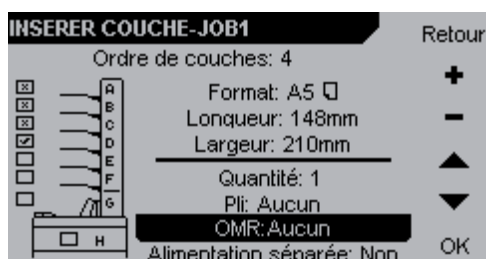 INSERER COUCHE-JOB1
Retour
Ordre de couches: 4
A
B
C
D
E
F
G
H
Format: A5
Lonqueur: 148mm
Largeur: 210mm
Quantité: 1
Pli: Aucun
OMR: Aucun
Alimentation séparée: Non
+
-
OK